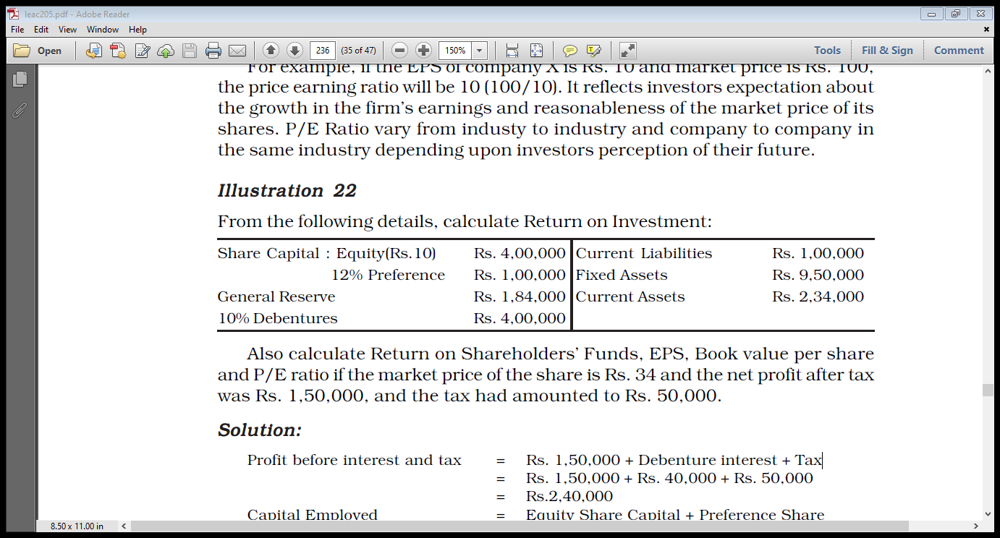 leac205.pdf - Adobe Reader
File Edit View Window Help
Open 236 (35 of 47) 150% Tools Fill & Sign Comment
For example, if the EPS of company X is Rs. 10 and market price is Rs. 100,
the price earning ratio will be 10 (100/10). It reflects investors expectation about
the growth in the firm's earnings and reasonableness of the market price of its
shares. P/E Ratio vary from industy to industry and company to company in
the same industry depending upon investors perception of their future.
Illustration 22
From the following details, calculate Return on Investment:
Share Capital : Equity(Rs.10) Rs. 4,00,000 Current Liabilities Rs. 1,00,000
12% Preference Rs. 1,00,000 Fixed Assets Rs. 9,50,000
General Reserve Rs. 1,84,000 Current Assets Rs. 2,34,000
10% Debentures Rs. 4,00,000
Also calculate Return on Shareholders' Funds, EPS, Book value per share
and P/E ratio if the market price of the share is Rs. 34 and the net profit after tax
was Rs. 1,50,000, and the tax had amounted to Rs. 50,000.
Solution:
Profit before interest and tax = Rs. 1,50,000 + Debenture interest + Tax
= Rs. 1,50,000 + Rs. 40,000 + Rs. 50,000
= Rs.2,40,000
Capital Employed = Equity Share Capital + Preference Share
8.50 x 11.00 in